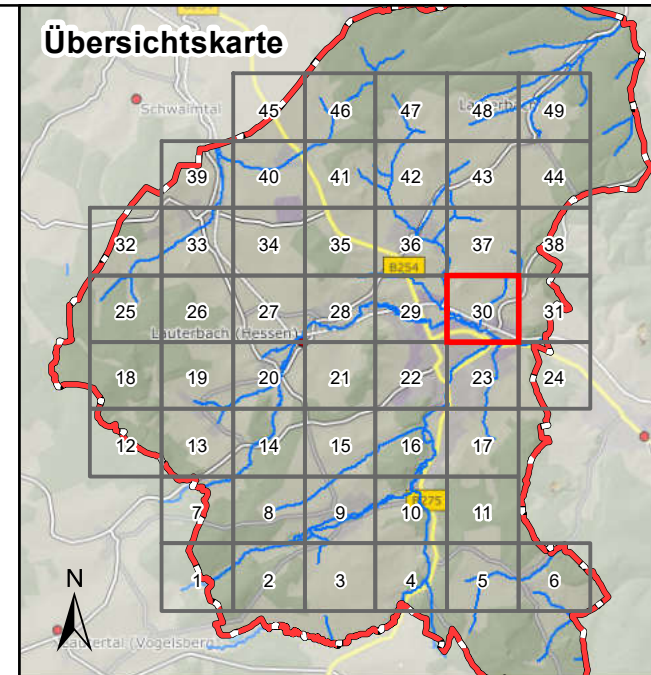 Übersichtskarte
Schwalmtal
45 46 47 48 49
39 40 41 42 43 44
32 33 34 35 36 37 38
B254
25 26 27 28 29 30 31
Lauterbach (Hessen)
18 19 20 21 22 23 24
12 13 14 15 16 17
7 8 9 10 11
B275
1 2 3 4 5 6
N
Lautertal (Vogelsberg)